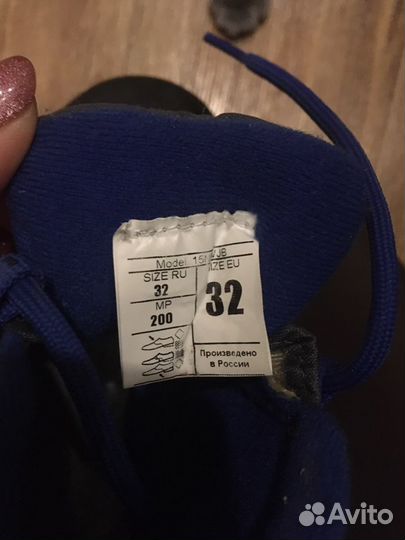 Model
SIZE RU
SIZE EU
32
32
MP
200
Произведено
в России
Avito